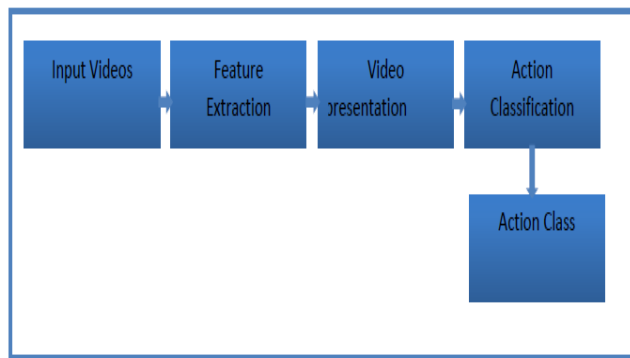 Input Videos
Feature
Extraction
Video
presentation
Action
Classification
Action Class